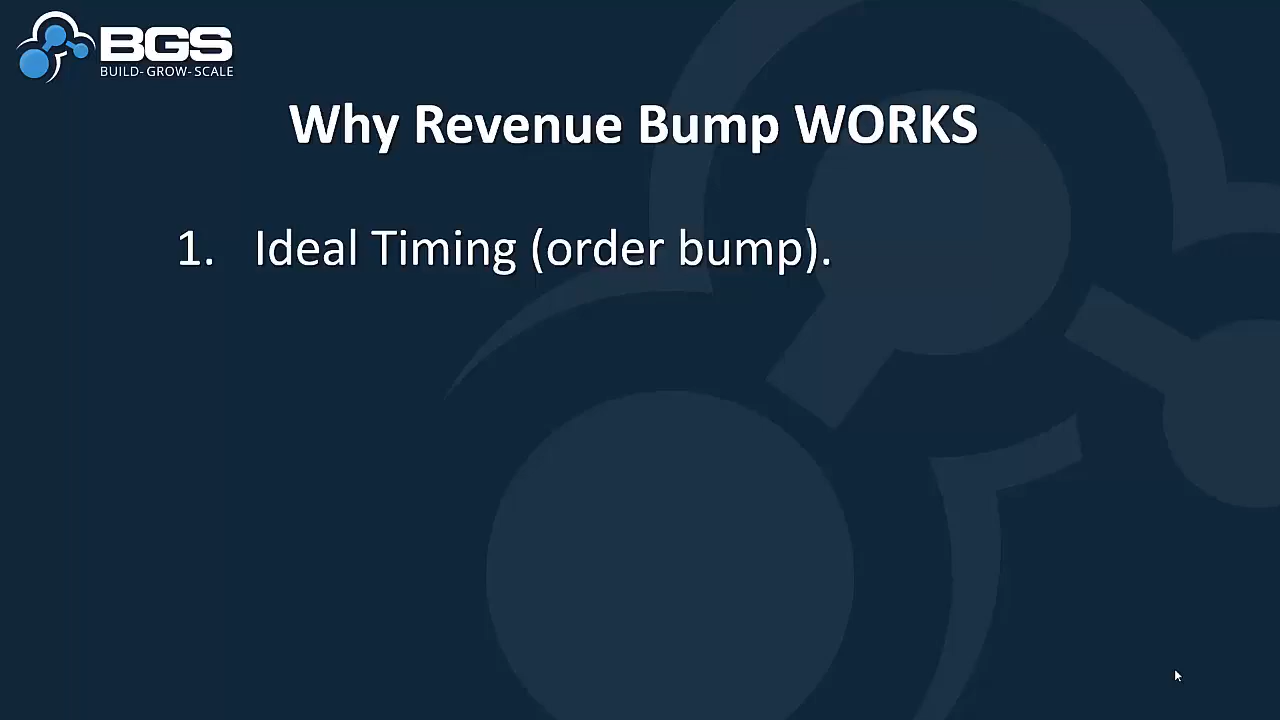 BGS
BUILD-GROW-SCALE
Why Revenue Bump WORKS
1. Ideal Timing (order bump).